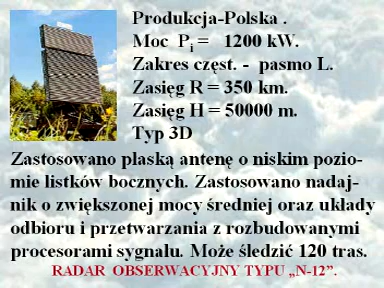 Produkcja-Polska .
Moc Pi = 1200 kW.
Zakres częst. - pasmo L.
Zasięg R = 350 km.
Zasięg H = 50000 m.
Typ 3D
Zastosowano płaską antenę o niskim pozio-
mie listków bocznych. Zastosowano nadaj-
nik o zwiększonej mocy średniej oraz układy
odbioru i przetwarzania z rozbudowanymi
procesorami sygnału. Może śledzić 120 tras.
RADAR OBSERWACYJNY TYPU „N-12”.